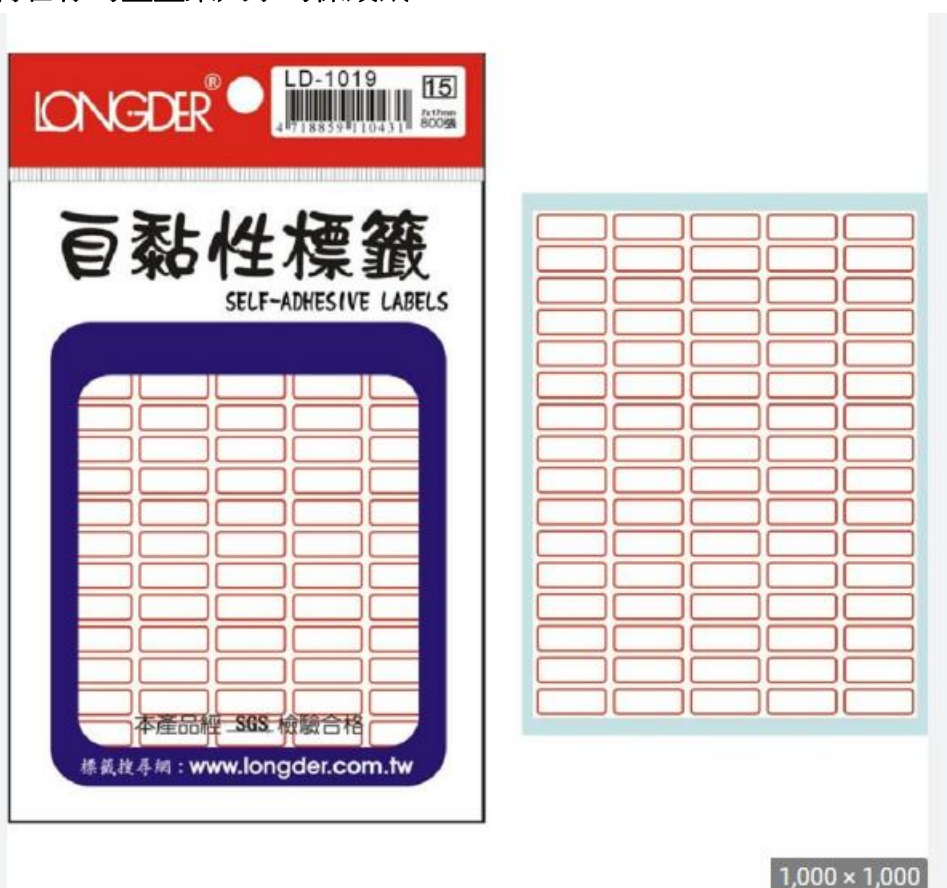 LONGDER®
LD-1019
15
7x17mm
800張
4 718859 110431
自黏性標籤
SELF-ADHESIVE LABELS
本產品經 SGS 檢驗合格
標籤搜尋網：www.longder.com.tw
1,000 × 1,000